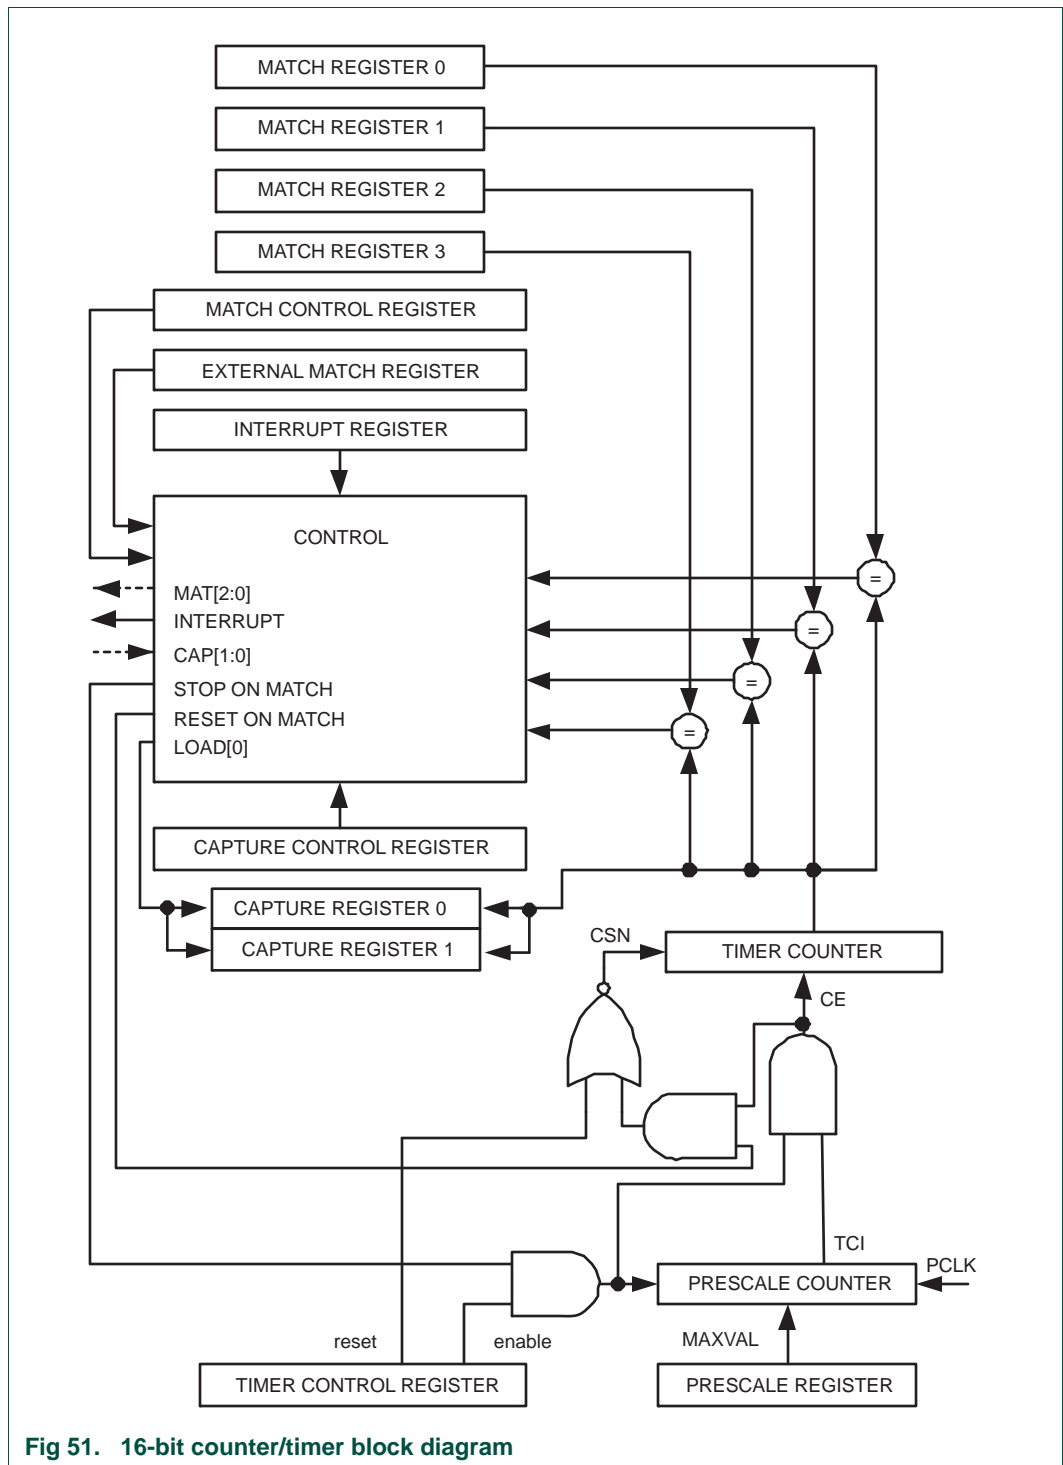 MATCH REGISTER 0
MATCH REGISTER 1
MATCH REGISTER 2
MATCH REGISTER 3
MATCH CONTROL REGISTER
EXTERNAL MATCH REGISTER
INTERRUPT REGISTER
CONTROL
MAT[2:0]
INTERRUPT
CAP[1:0]
STOP ON MATCH
RESET ON MATCH
LOAD[0]
=
=
=
=
CAPTURE CONTROL REGISTER
CAPTURE REGISTER 0
CAPTURE REGISTER 1
CSN
TIMER COUNTER
CE
TCI
PCLK
PRESCALE COUNTER
reset
enable
MAXVAL
TIMER CONTROL REGISTER
PRESCALE REGISTER
Fig 51. 16-bit counter/timer block diagram